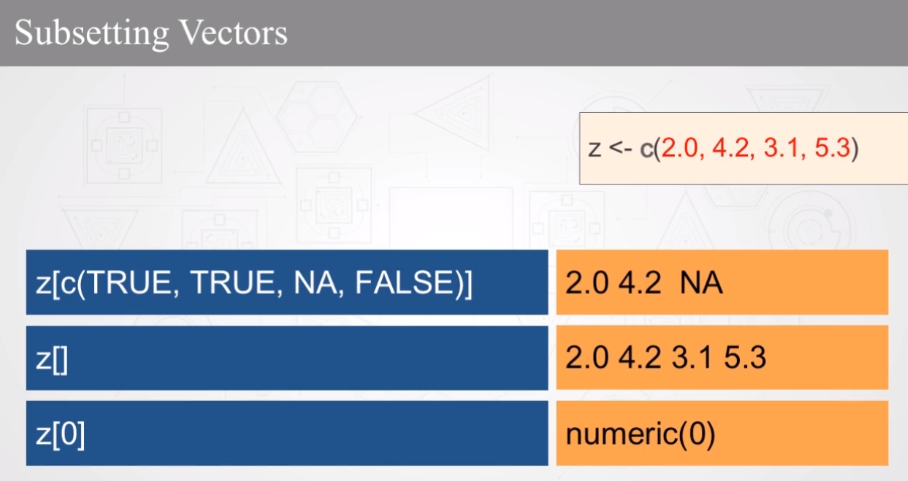 Subsetting Vectors
z <- c(2.0, 4.2, 3.1, 5.3)
z[c(TRUE, TRUE, NA, FALSE)] 2.0 4.2 NA
z[] 2.0 4.2 3.1 5.3
z[0] numeric(0)